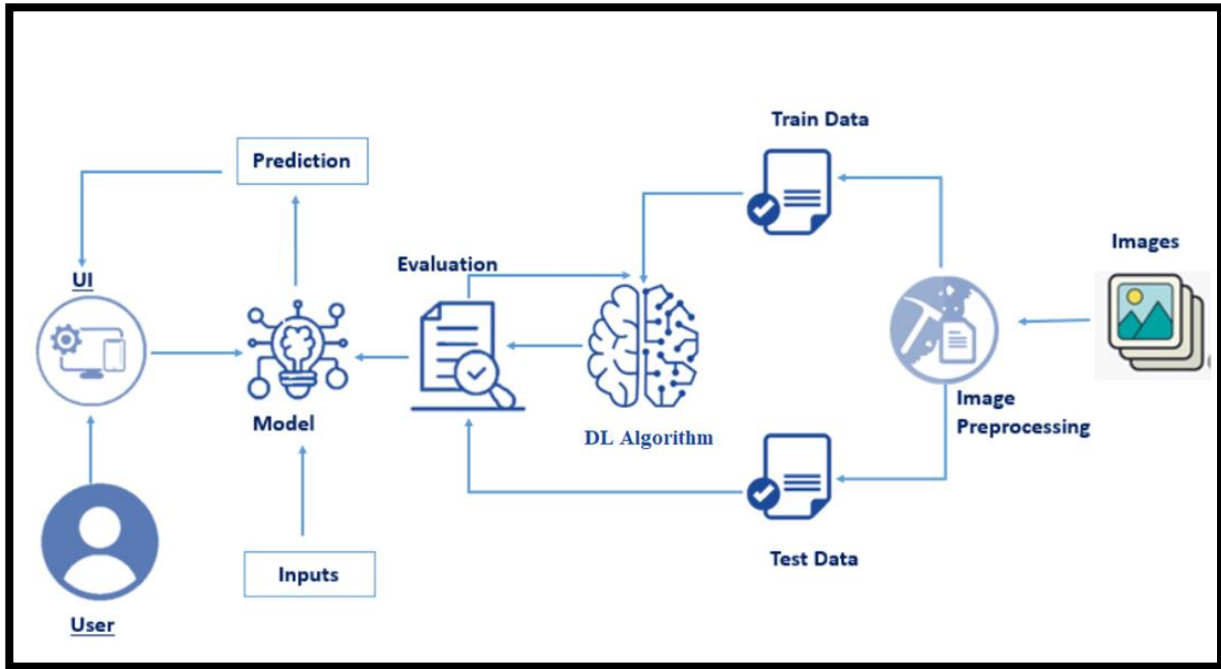 Train Data
Prediction
Images
Evaluation
UI
Image
Preprocessing
Model
DL Algorithm
Test Data
Inputs
User